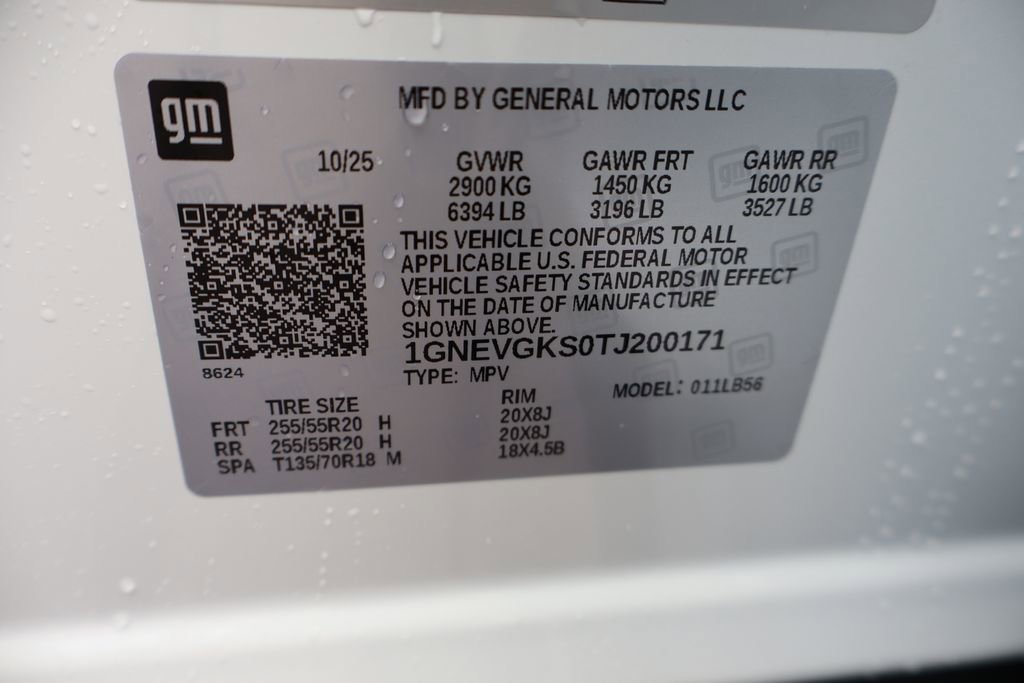 gm
MFD BY GENERAL MOTORS LLC
10/25 GVWR GAWR FRT GAWR RR
2900 KG 1450 KG 1600 KG
6394 LB 3196 LB 3527 LB
THIS VEHICLE CONFORMS TO ALL
APPLICABLE U.S. FEDERAL MOTOR
VEHICLE SAFETY STANDARDS IN EFFECT
ON THE DATE OF MANUFACTURE
SHOWN ABOVE.
1GNEVGKS0TJ200171
8624
TYPE: MPV MODEL: 011LB56
TIRE SIZE RIM
FRT 255/55R20 H 20X8J
RR 255/55R20 H 20X8J
SPA T135/70R18 M 18X4.5B